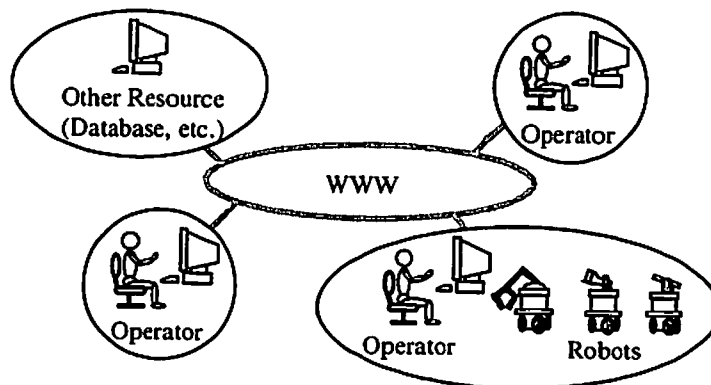 Other Resource
(Database, etc.)
Operator
WWW
Operator
Operator
Robots